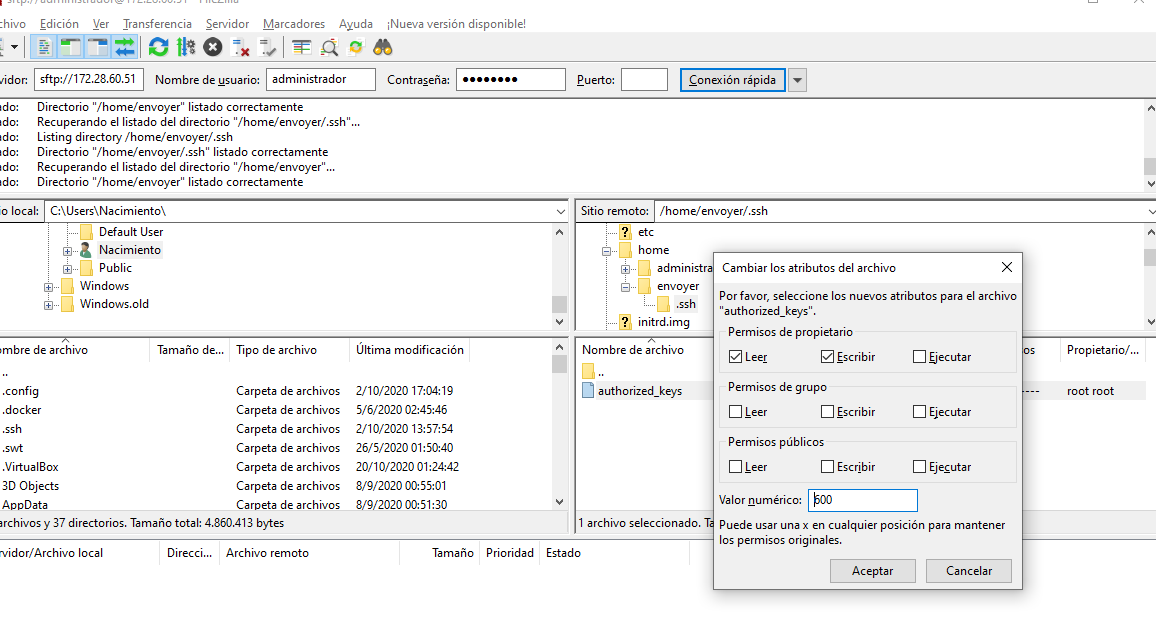 sftp://administrador@172.28.60.51 - FileZilla
chivo Edición Ver Transferencia Servidor Marcadores Ayuda ¡Nueva versión disponible!
vidor: sftp://172.28.60.51 Nombre de usuario: administrador Contraseña: ●●●●●●●● Puerto: Conexión rápida
ado: Directorio "/home/envoyer" listado correctamente
ado: Recuperando el listado del directorio "/home/envoyer/.ssh"...
ado: Listing directory /home/envoyer/.ssh
ado: Directorio "/home/envoyer/.ssh" listado correctamente
ado: Recuperando el listado del directorio "/home/envoyer"...
ado: Directorio "/home/envoyer" listado correctamente
io local: C:\Users\Nacimiento\
Default User
Nacimiento
Public
Windows
Windows.old
Sitio remoto: /home/envoyer/.ssh
etc
home
administra
envoyer
.ssh
initrd.img
ombre de archivo Tamaño de... Tipo de archivo Última modificación
..
.config Carpeta de archivos 2/10/2020 17:04:19
.docker Carpeta de archivos 5/6/2020 02:45:46
.ssh Carpeta de archivos 2/10/2020 13:57:54
.swt Carpeta de archivos 26/5/2020 01:50:40
.VirtualBox Carpeta de archivos 20/10/2020 01:24:42
3D Objects Carpeta de archivos 8/9/2020 00:55:01
AppData Carpeta de archivos 8/9/2020 00:51:30
archivos y 37 directorios. Tamaño total: 4.860.413 bytes
Nombre de archivo os Propietario/...
..
authorized_keys ---- root root
1 archivo seleccionado. Ta
Cambiar los atributos del archivo
Por favor, seleccione los nuevos atributos para el archivo
"authorized_keys".
Permisos de propietario
Leer Escribir Ejecutar
Permisos de grupo
Leer Escribir Ejecutar
Permisos públicos
Leer Escribir Ejecutar
Valor numérico: 600
Puede usar una x en cualquier posición para mantener
los permisos originales.
Aceptar Cancelar
rvidor/Archivo local Direcci... Archivo remoto Tamaño Prioridad Estado